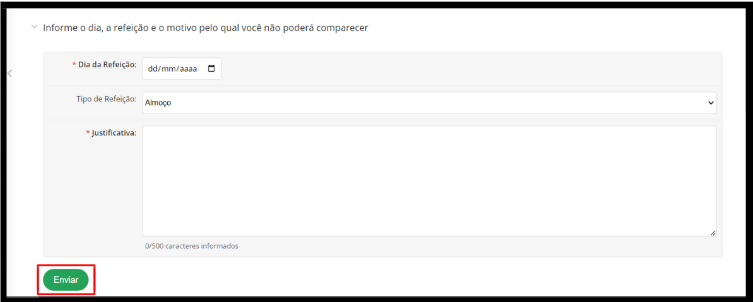 Informe o dia, a refeição e o motivo pelo qual você não poderá comparecer
* Dia da Refeição: dd/mm/aaaa
Tipo de Refeição: Almoço
* Justificativa:
0/500 caracteres informados
Enviar